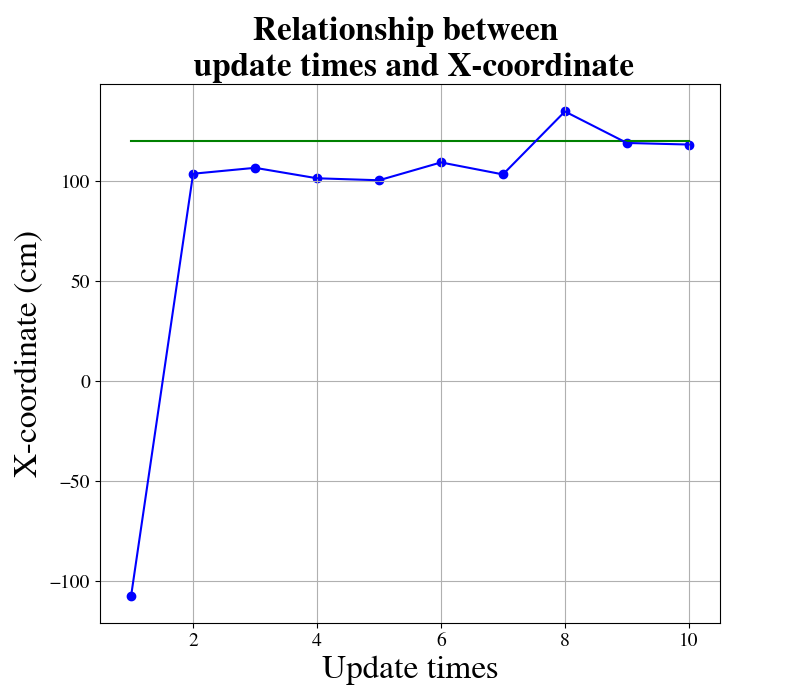 Relationship between
update times and X-coordinate
X-coordinate (cm)
100
50
0
−50
−100
2
4
6
8
10
Update times